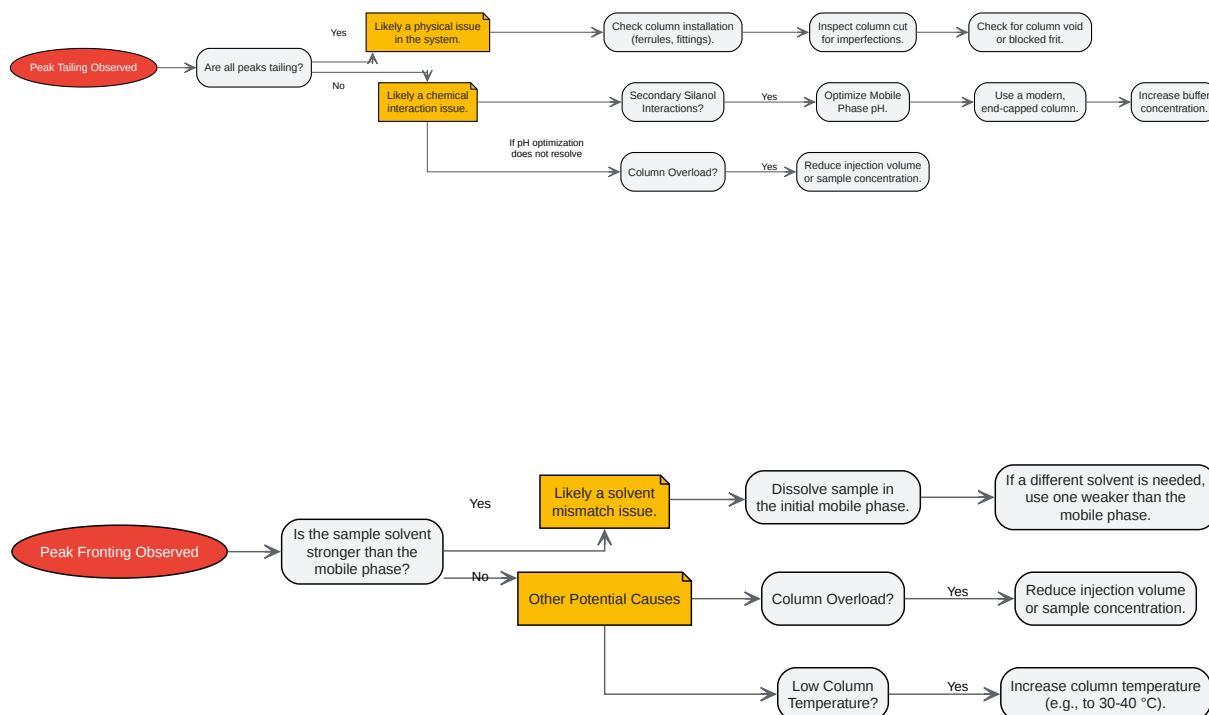 Peak Tailing Observed
Are all peaks tailing?
Yes
Likely a physical issue
in the system.
Check column installation
(ferrules, fittings).
Inspect column cut
for imperfections.
Check for column void
or blocked frit.
No
Likely a chemical
interaction issue.
Secondary Silanol
Interactions?
Yes
Optimize Mobile
Phase pH.
Use a modern,
end-capped column.
Increase buffer
concentration.
If pH optimization
does not resolve
Column Overload?
Yes
Reduce injection volume
or sample concentration.
Peak Fronting Observed
Is the sample solvent
stronger than the
mobile phase?
Yes
Likely a solvent
mismatch issue.
Dissolve sample in
the initial mobile phase.
If a different solvent is needed,
use one weaker than the
mobile phase.
No
Other Potential Causes
Column Overload?
Yes
Reduce injection volume
or sample concentration.
Low Column
Temperature?
Yes
Increase column temperature
(e.g., to 30-40 °C).